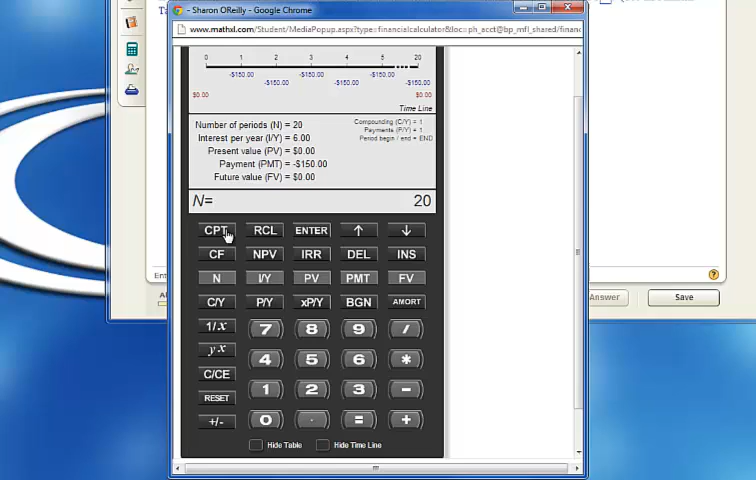 - Sharon OReilly - Google Chrome
www.mathxl.com/Student/MediaPopup.aspx?type=financialcalculator&loc=ph_acct@bp_mfl_shared/financ
0 1 2 3 4 5 20
-$150.00 -$150.00 -$150.00
-$150.00 -$150.00 -$150.00
$0.00 $0.00
Time Line
Number of periods (N) = 20
Interest per year (I/Y) = 6.00
Present value (PV) = $0.00
Payment (PMT) = -$150.00
Future value (FV) = $0.00
Compounding (C/Y) = 1
Payments (P/Y) = 1
Period begin / end = END
N= 20
CPT RCL ENTER ↑ ↓
CF NPV IRR DEL INS
N I/Y PV PMT FV
C/Y P/Y xP/Y BGN AMORT
1/x 7 8 9 /
y x 4 5 6 *
C/CE 1 2 3 -
RESET
+/- 0 . = +
Hide Table Hide Time Line
Ent
Answer
Save
?